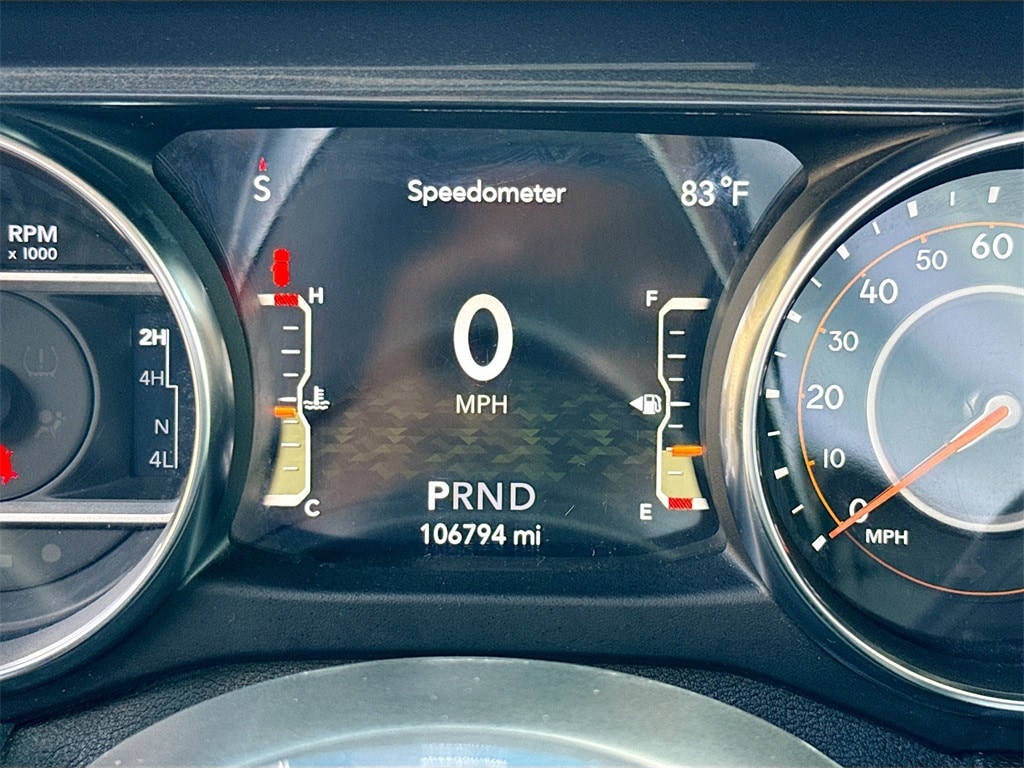 S
Speedometer
83°F
RPM
x 1000
H
F
0
MPH
2H
4H
N
4L
C
E
PRND
106794 mi
60
50
40
30
20
10
0
MPH